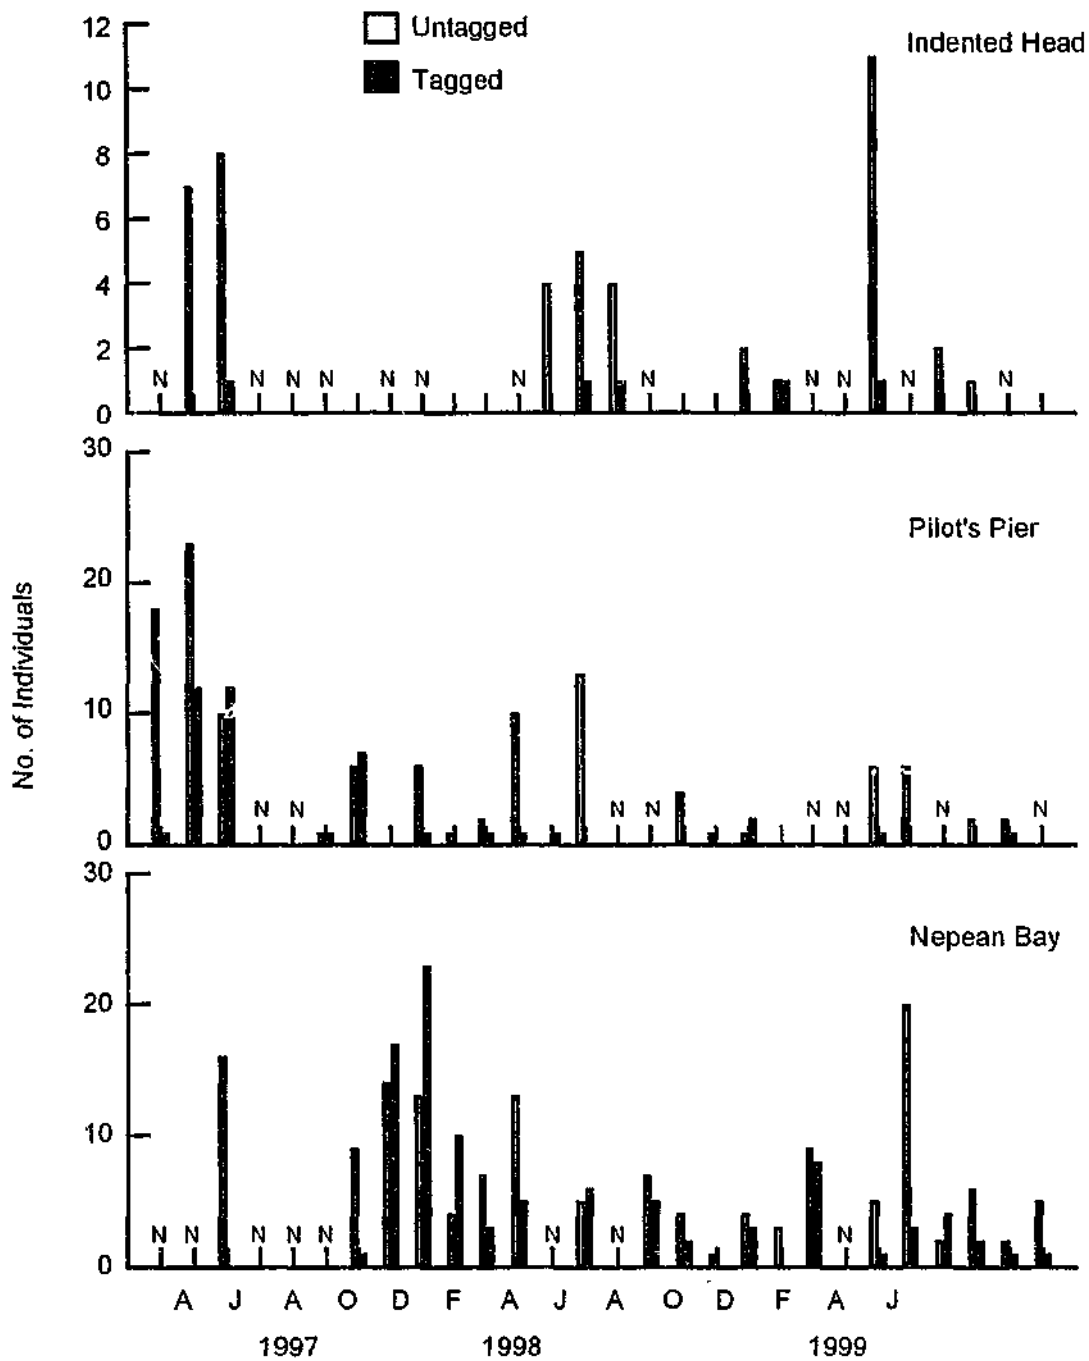 Untagged
Tagged
Indented Head
12
10
8
6
4
2
0
N N N N N N N N N N N N
30
Pilot's Pier
20
10
0
N N N N N N N N
No. of Individuals
30
Nepean Bay
20
10
0
N N N N N N N N
A J A O D F A J A O D F A J
1997 1998 1999